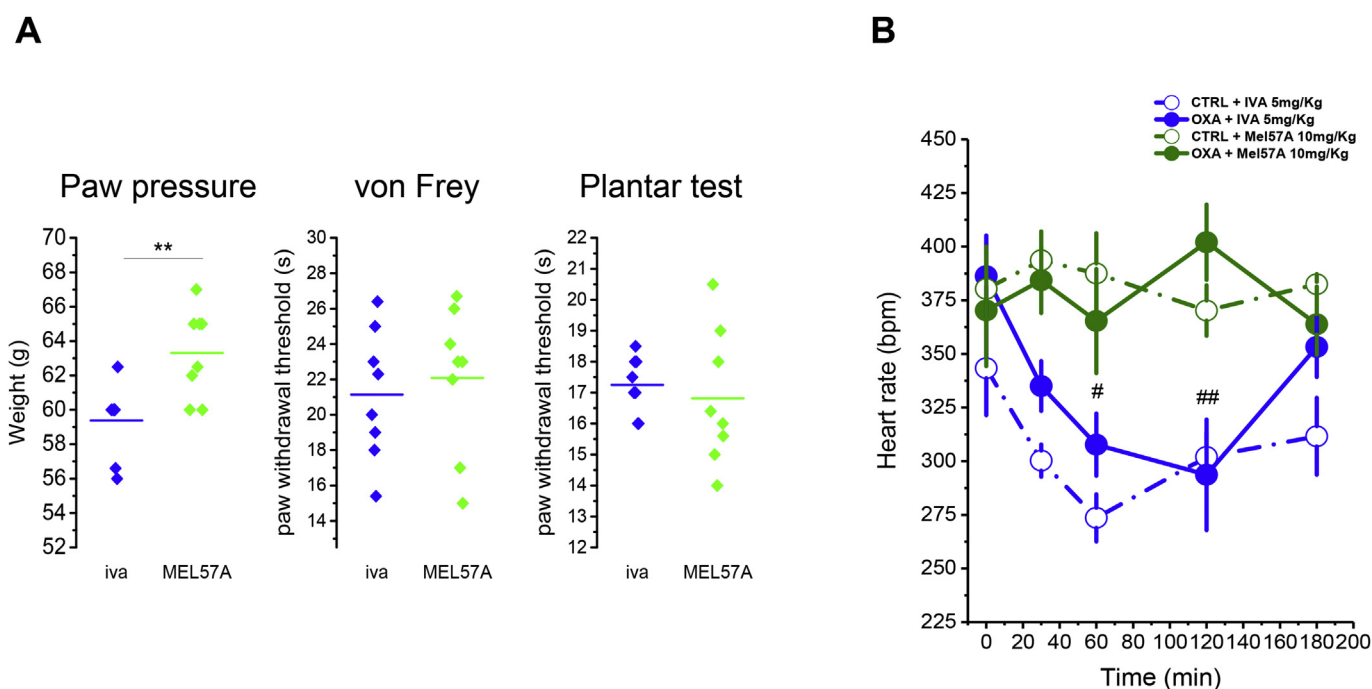 A
Paw pressure
**
Weight (g)
70
68
66
64
62
60
58
56
54
52
iva
MEL57A
von Frey
paw withdrawal threshold (s)
30
28
26
24
22
20
18
16
14
iva
MEL57A
Plantar test
paw withdrawal threshold (s)
22
21
20
19
18
17
16
15
14
13
12
iva
MEL57A
B
CTRL + IVA 5mg/Kg
OXA + IVA 5mg/Kg
CTRL + Mel57A 10mg/Kg
OXA + Mel57A 10mg/Kg
Heart rate (bpm)
450
425
400
375
350
325
300
275
250
225
#
##
0 20 40 60 80 100 120 140 160 180 200
Time (min)